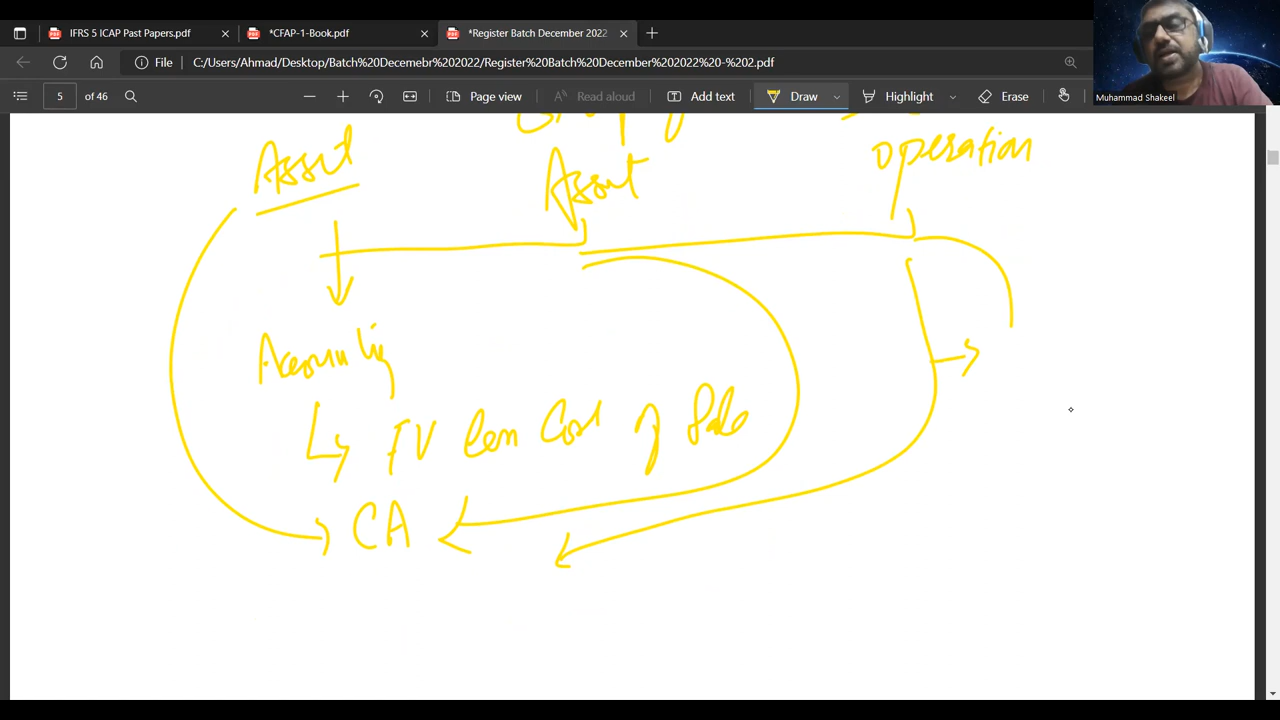 IFRS 5 ICAP Past Papers.pdf
*CFAP-1-Book.pdf
*Register Batch December 2022
File
C:/Users/Ahmad/Desktop/Batch%20Decemebr%202022/Register%20Batch%20December%202022%20-%202.pdf
5 of 46
Page view
Read aloud
Add text
Draw
Highlight
Erase
Muhammad Shakeel
Asset
Asset
operation
Accounting
FV less Cost of Sale
CA